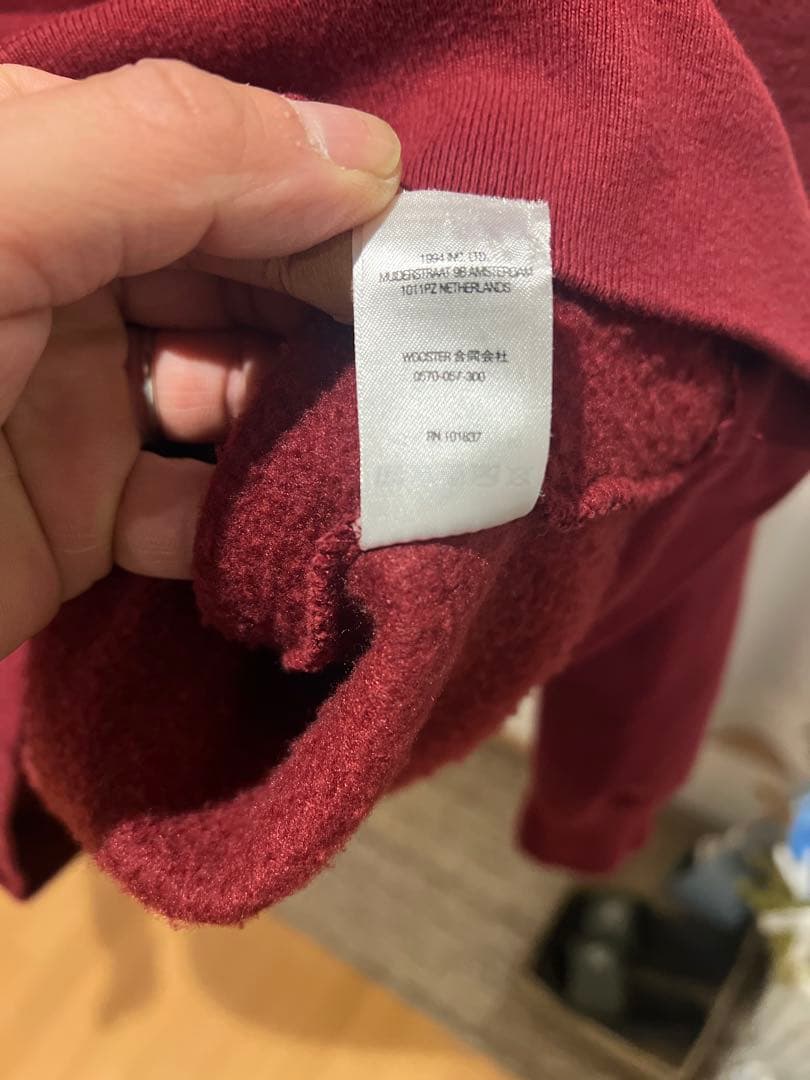 1994 INC. LTD.
MUIDERSTRAAT 9B AMSTERDAM
1011PZ NETHERLANDS
WOOSTER 合同会社
0570-057-300
RN 101837